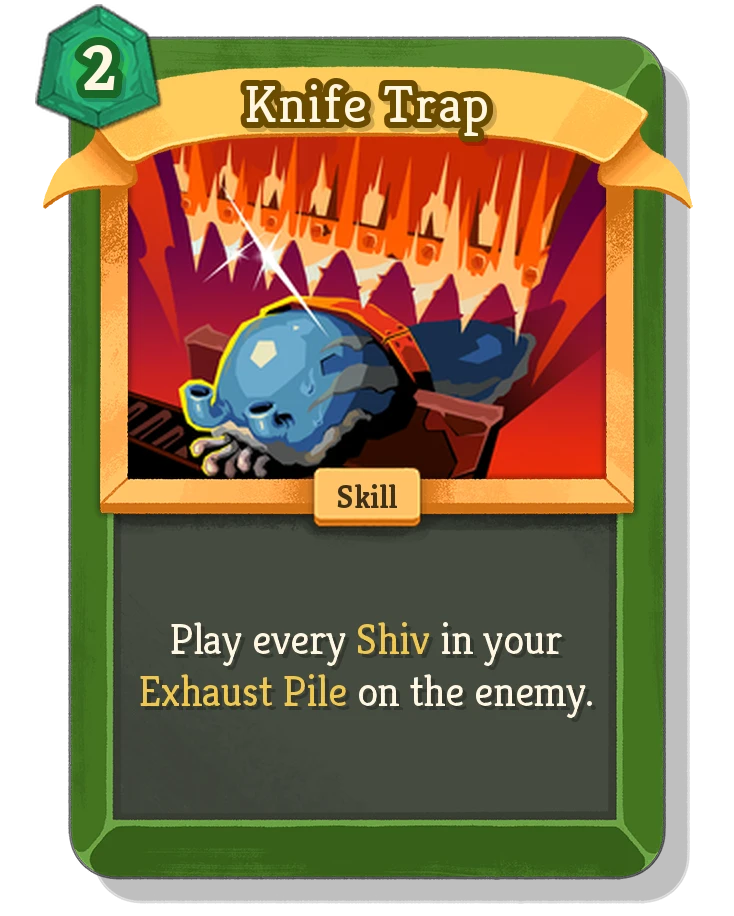 2
Knife Trap
Skill
Play every Shiv in your
Exhaust Pile on the enemy.